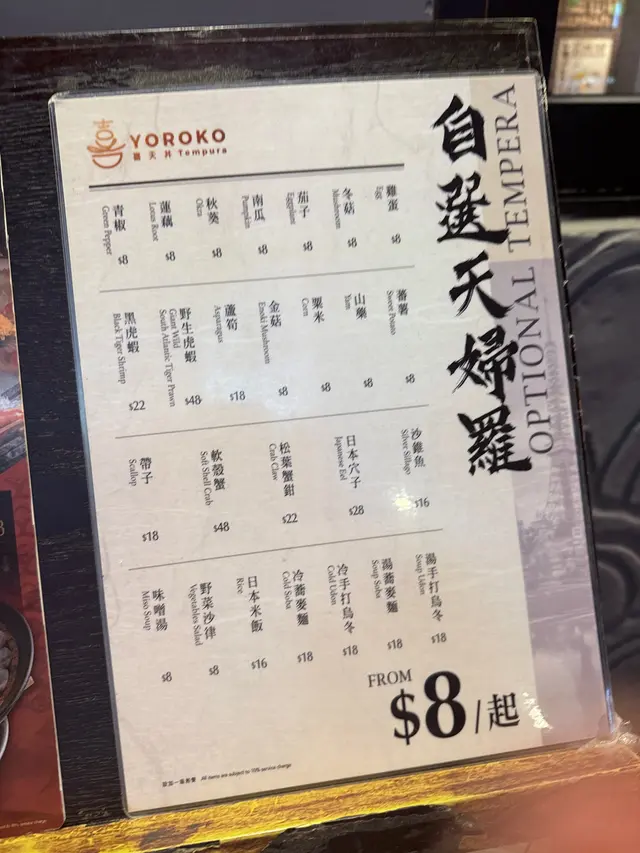 自選天婦羅
OPTIONAL TEMPERA
YOROKO
天丼 Tempura
雞蛋
Egg
$8
冬菇
Mushroom
$8
茄子
Eggplant
$8
南瓜
Pumpkin
$8
秋葵
Okra
$8
蓮藕
Lotus Root
$8
青椒
Green Pepper
$8
蕃薯
Sweet Potato
$8
山藥
Yam
$8
粟米
Corn
$8
金菇
Enoki Mushroom
$8
蘆筍
Asparagus
$18
野生虎蝦
Giant Wild
South Atlantic Tiger Prawn
$48
黑虎蝦
Black Tiger Shrimp
$22
沙錐魚
Silver Sillago
$16
日本穴子
Japanese Eel
$28
松葉蟹鉗
Crab Claw
$22
軟殼蟹
Soft Shell Crab
$48
帶子
Scallop
$18
湯手打烏冬
Soup Udon
$18
湯蕎麥麵
Soup Soba
$18
冷手打烏冬
Cold Udon
$18
冷蕎麥麵
Cold Soba
$18
日本米飯
Rice
$16
野菜沙律
Vegetables Salad
$8
味噌湯
Miso Soup
$8
FROM
$8/起
另加一服務費 All items are subject to 10% service charge